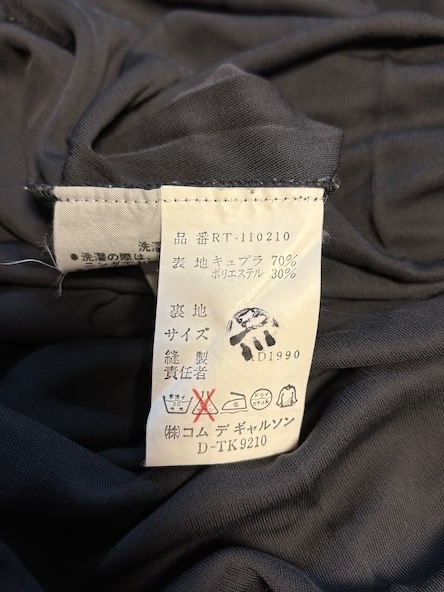 洗濯
●洗濯の際は
品番RT-110210
表地 キュプラ 70%
ポリエステル 30%
裏地
サイズ
縫製 AD1990
責任者
(株)コム デ ギャルソン
D-TK9210